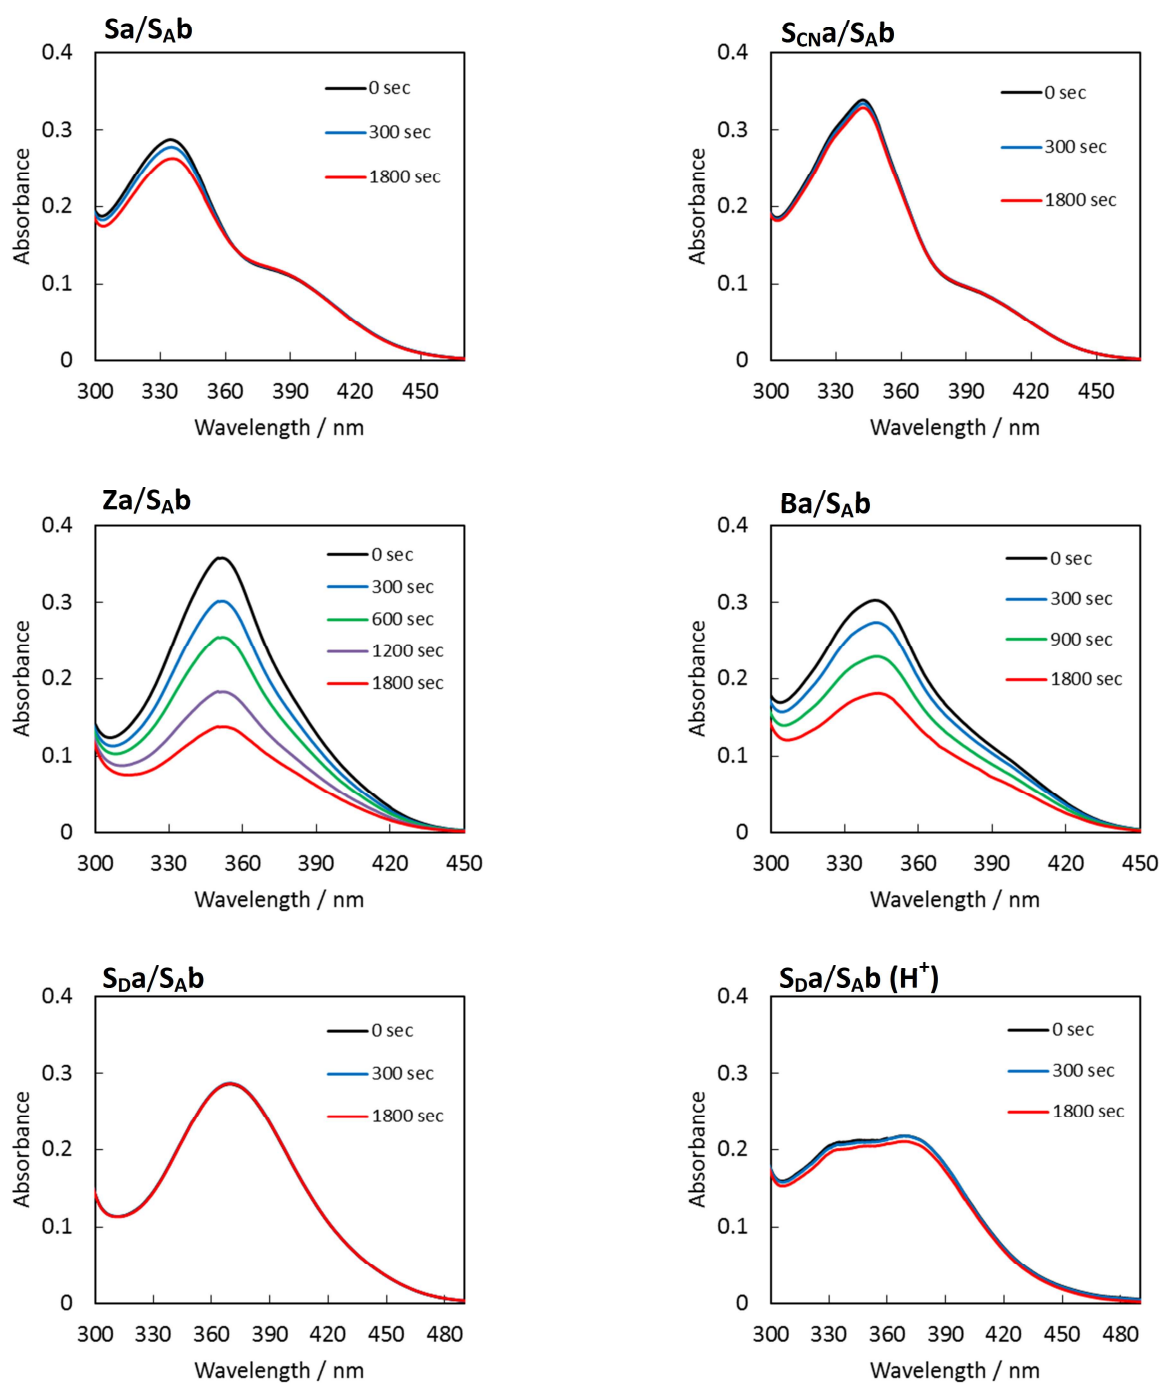 Sa/SAb
0.4
0.3
0.2
0.1
0
Absorbance
0 sec
300 sec
1800 sec
300 330 360 390 420 450
Wavelength / nm
SCNa/SAb
0.4
0.3
0.2
0.1
0
Absorbance
0 sec
300 sec
1800 sec
300 330 360 390 420 450
Wavelength / nm
Za/SAb
0.4
0.3
0.2
0.1
0
Absorbance
0 sec
300 sec
600 sec
1200 sec
1800 sec
300 330 360 390 420 450
Wavelength / nm
Ba/SAb
0.4
0.3
0.2
0.1
0
Absorbance
0 sec
300 sec
900 sec
1800 sec
300 330 360 390 420 450
Wavelength / nm
SDa/SAb
0.4
0.3
0.2
0.1
0
Absorbance
0 sec
300 sec
1800 sec
300 330 360 390 420 450 480
Wavelength / nm
SDa/SAb (H+)
0.4
0.3
0.2
0.1
0
Absorbance
0 sec
300 sec
1800 sec
300 330 360 390 420 450 480
Wavelength / nm